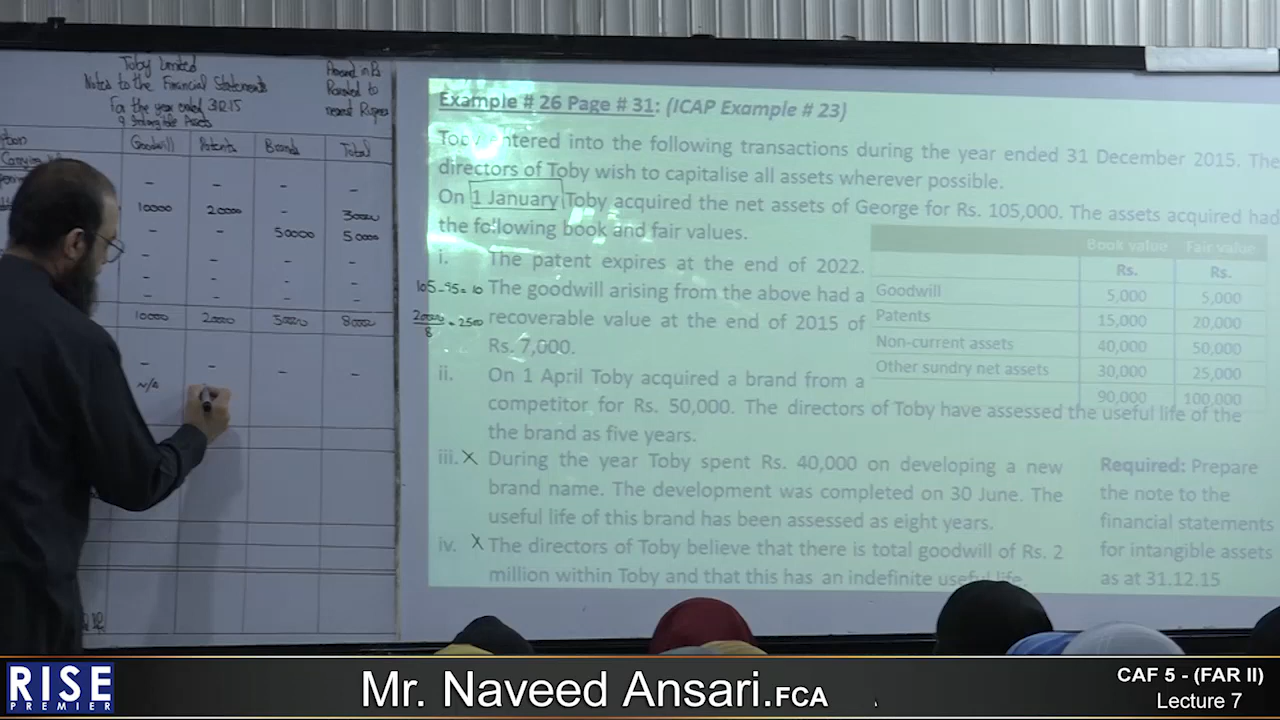 Toby Limited
Notes to the Financial Statements
For the year ended 31.12.15
9 Intangible Assets
Rounded to
nearest Rupees
Goodwill Patents Brands Total
- - -
10000 20000 - 30000
- - 50000 50000
- - - -
- - - -
- - - -
10000 20000 50000 80000
- - - -
N/A
Example # 26 Page # 31: (ICAP Example # 23)
entered into the following transactions during the year ended 31 December 2015. The
directors of Toby wish to capitalise all assets wherever possible.
On 1 January Toby acquired the net assets of George for Rs. 105,000. The assets acquired had
the following book and fair values.
i. The patent expires at the end of 2022.
The goodwill arising from the above had a
recoverable value at the end of 2015 of
Rs. 7,000.
105-95=10
20000/8 = 2500
Book value Fair value
Rs. Rs.
Goodwill 5,000 5,000
Patents 15,000 20,000
Non-current assets 40,000 50,000
Other sundry net assets 30,000 25,000
90,000 100,000
ii. On 1 April Toby acquired a brand from a
competitor for Rs. 50,000. The directors of Toby have assessed the useful life of
the brand as five years.
iii. X During the year Toby spent Rs. 40,000 on developing a new
brand name. The development was completed on 30 June. The
useful life of this brand has been assessed as eight years.
iv. X The directors of Toby believe that there is total goodwill of Rs. 2
million within Toby and that this has an indefinite useful life.
Required: Prepare
the note to the
financial statements
for intangible assets
as at 31.12.15
RISE
PREMIER
Mr. Naveed Ansari.FCA
CAF 5 - (FAR II)
Lecture 7